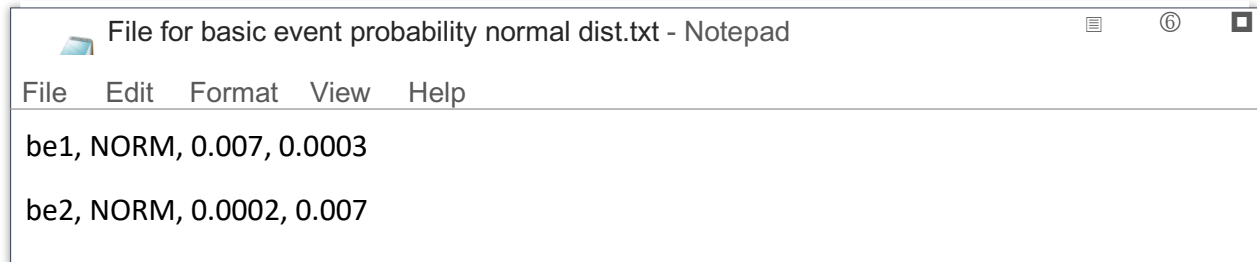 File for basic event probability normal dist.txt - Notepad
File Edit Format View Help
be1, NORM, 0.007, 0.0003
be2, NORM, 0.0002, 0.007